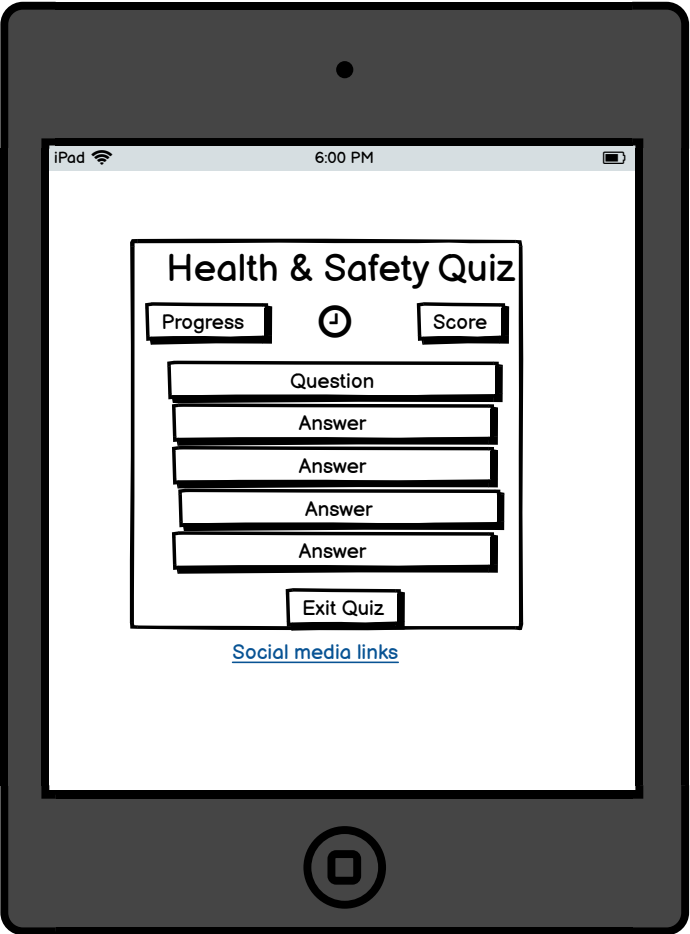 iPad 6:00 PM
Health & Safety Quiz
Progress Score
Question
Answer
Answer
Answer
Answer
Exit Quiz
Social media links